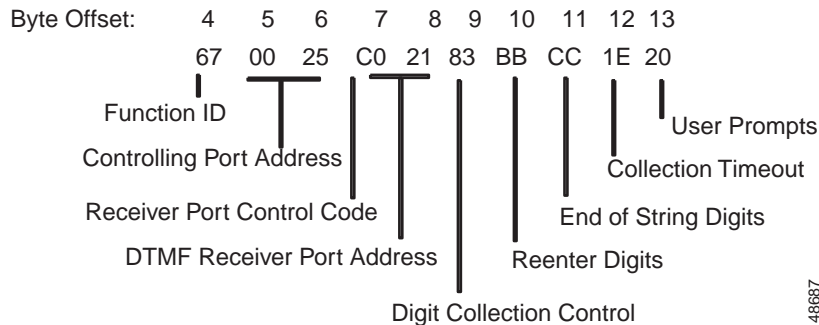 Byte Offset: 4 5 6 7 8 9 10 11 12 13
67 00 25 C0 21 83 BB CC 1E 20
Function ID
User Prompts
Controlling Port Address
Collection Timeout
Receiver Port Control Code
End of String Digits
DTMF Receiver Port Address
Reenter Digits
Digit Collection Control
48687